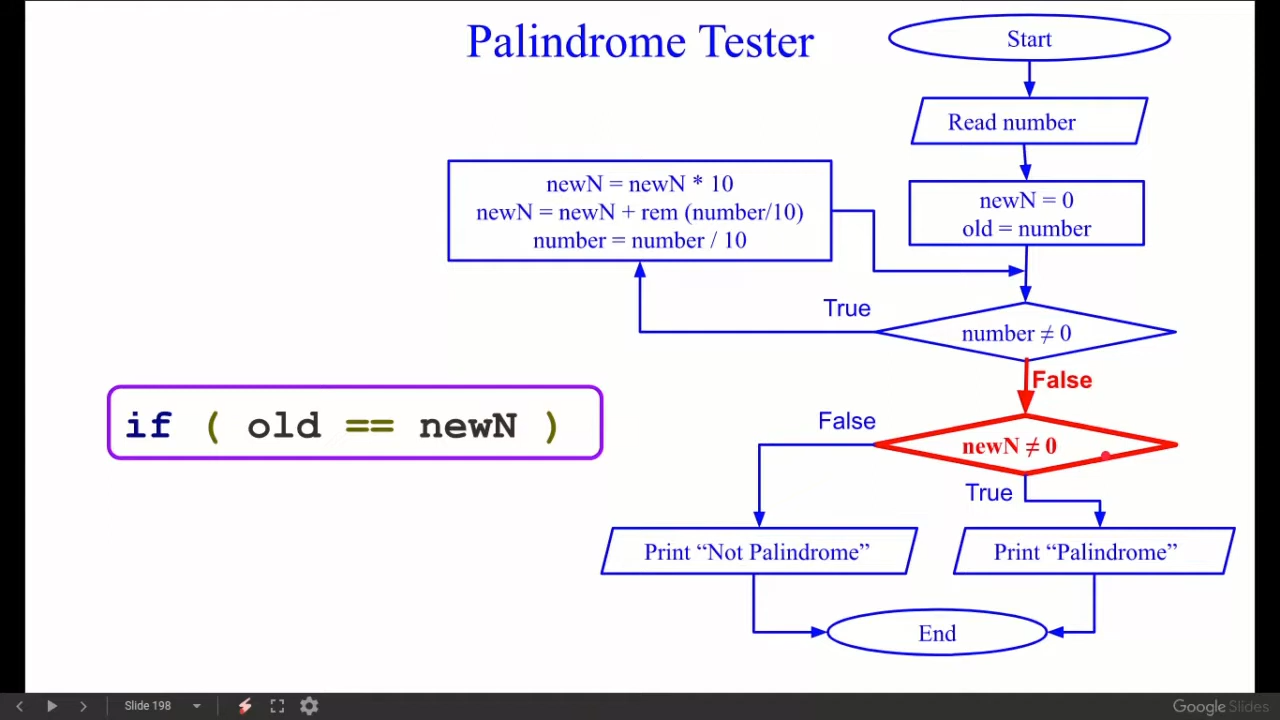 Palindrome Tester
Start
Read number
newN = 0
old = number
newN = newN * 10
newN = newN + rem (number/10)
number = number / 10
True
number ≠ 0
False
if ( old == newN )
False
newN ≠ 0
True
Print “Not Palindrome”
Print “Palindrome”
End
Slide 198
Google Slides